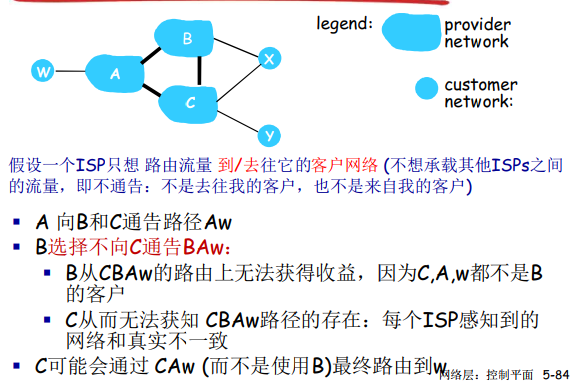 legend:
provider
network
customer
network:
W
A
B
C
X
Y
假设一个ISP只想 路由流量 到/去往它的客户网络 (不想承载其他ISPs之间
的流量，即不通告：不是去往我的客户，也不是来自我的客户)
▪ A 向B和C通告路径Aw
▪ B选择不向C通告BAw：
▪ B从CBAw的路由上无法获得收益，因为C,A,w都不是B
的客户
▪ C从而无法获知 CBAw路径的存在：每个ISP感知到的
网络和真实不一致
▪ C可能会通过 CAw (而不是使用B)最终路由到w
网络层：控制平面 5-84